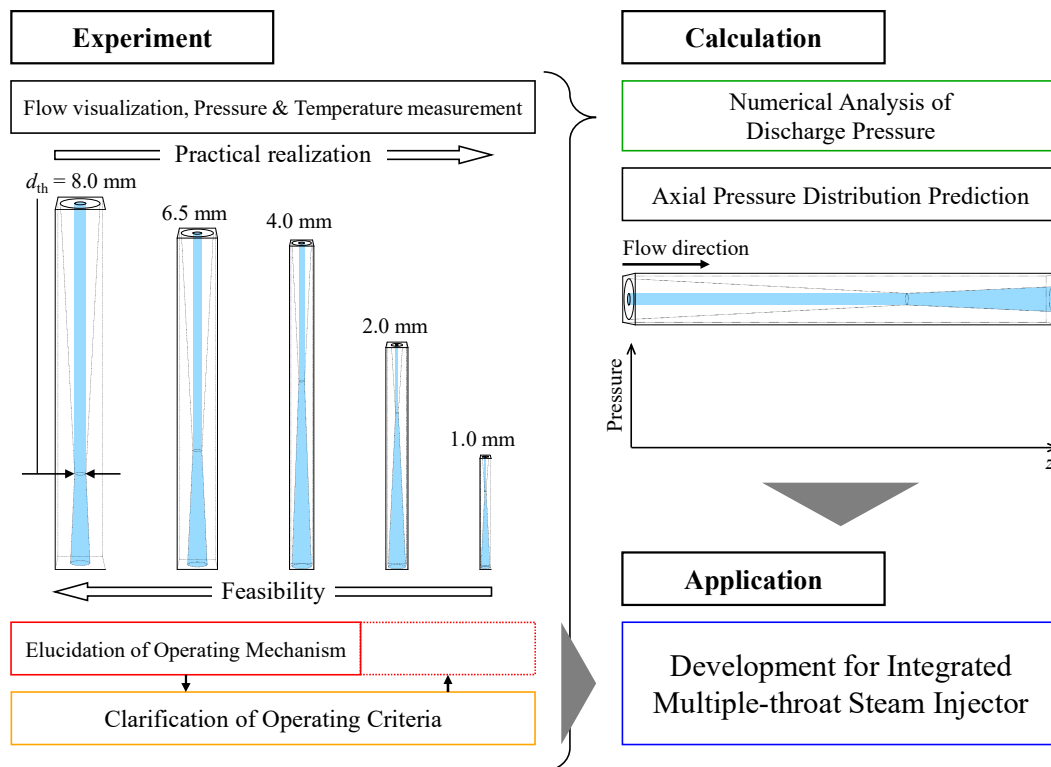 Experiment
Flow visualization, Pressure & Temperature measurement
Practical realization
d_th = 8.0 mm
6.5 mm
4.0 mm
2.0 mm
1.0 mm
Feasibility
Elucidation of Operating Mechanism
Clarification of Operating Criteria
Calculation
Numerical Analysis of
Discharge Pressure
Axial Pressure Distribution Prediction
Flow direction
Pressure
z
Application
Development for Integrated
Multiple-throat Steam Injector